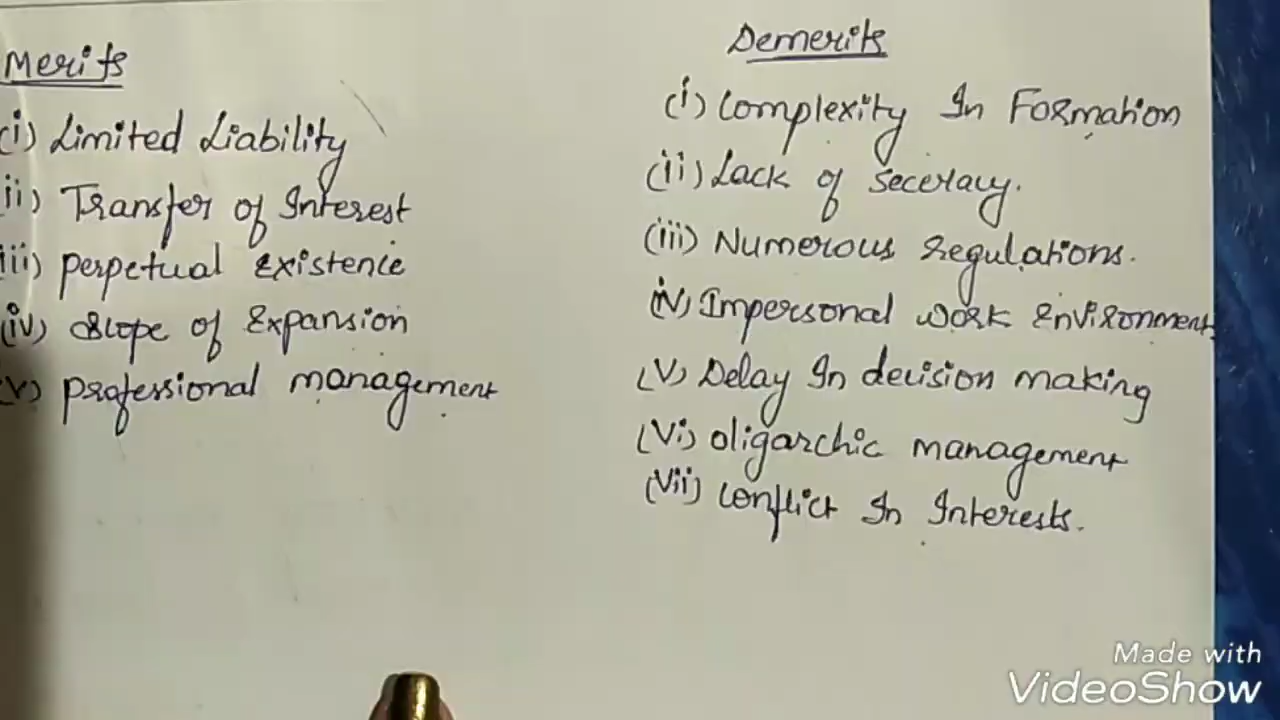 Merits
(i) Limited Liability
ii) Transfer of Interest
iii) Perpetual Existence
(iv) Scope of Expansion
(v) Professional management
Demerits
(i) Complexity In Formation
(ii) Lack of Seceracy.
(iii) Numerous Regulations.
(iv) Impersonal work Environment
(v) Delay In decision making
(vi) oligarchic management
(vii) Conflict In Interests.
Made with
VideoShow